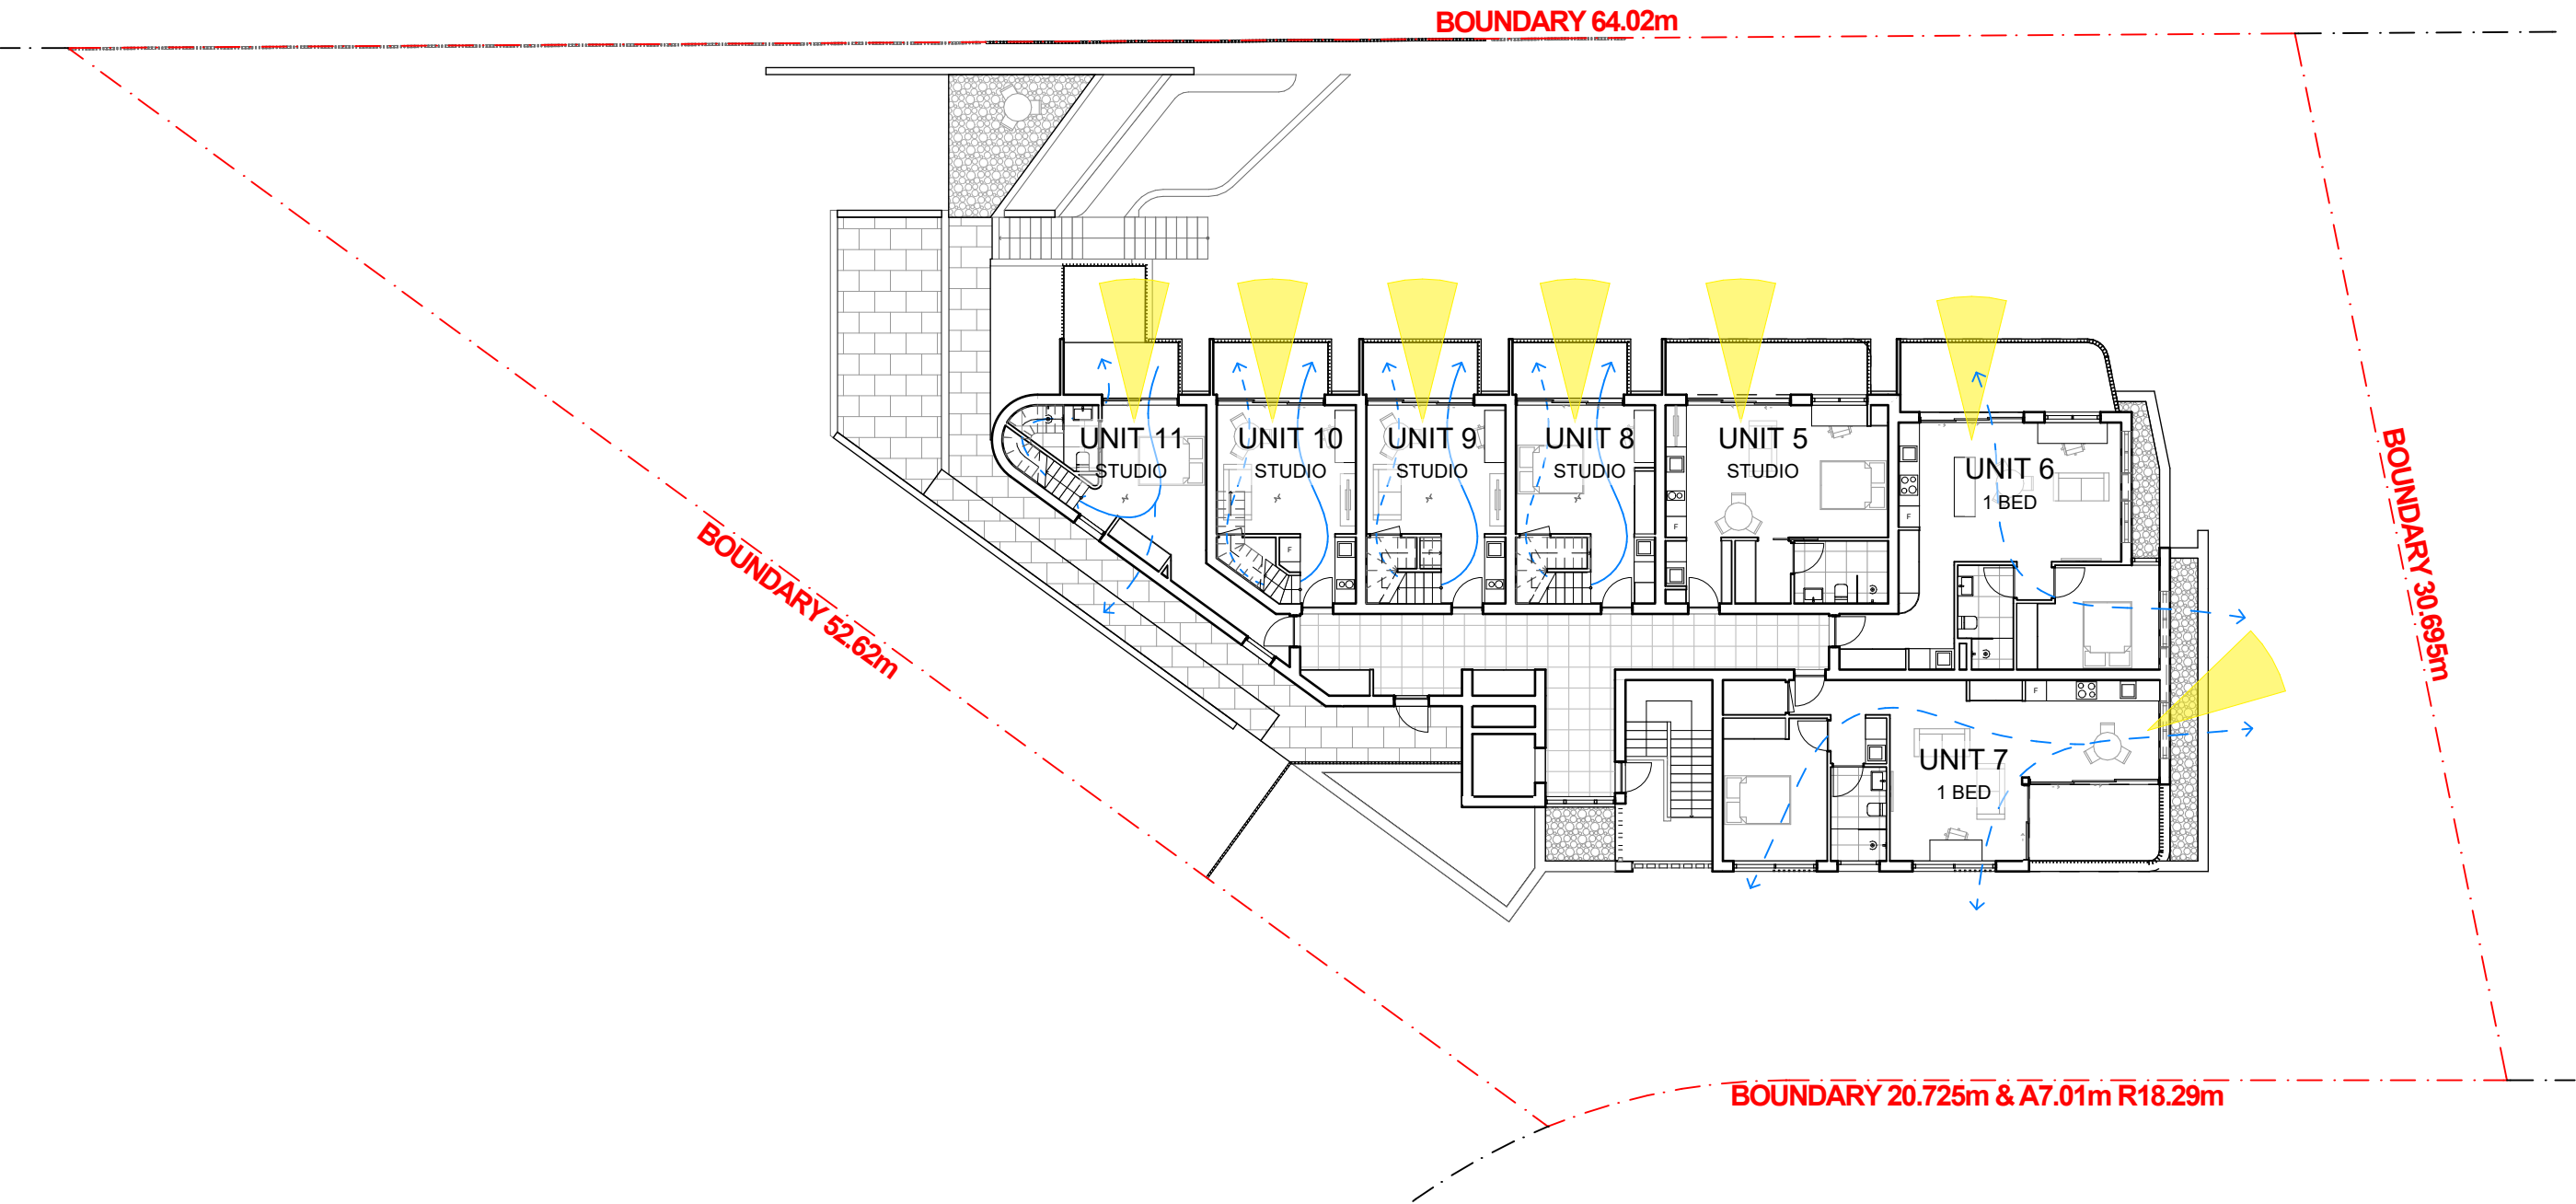 BOUNDARY 64.02m
UNIT 11
STUDIO
UNIT 10
STUDIO
UNIT 9
STUDIO
UNIT 8
STUDIO
UNIT 5
STUDIO
UNIT 6
1 BED
BOUNDARY 30.695m
BOUNDARY 52.62m
F
F
F
F
F
UNIT 7
1 BED
BOUNDARY 20.725m & A7.01m R18.29m